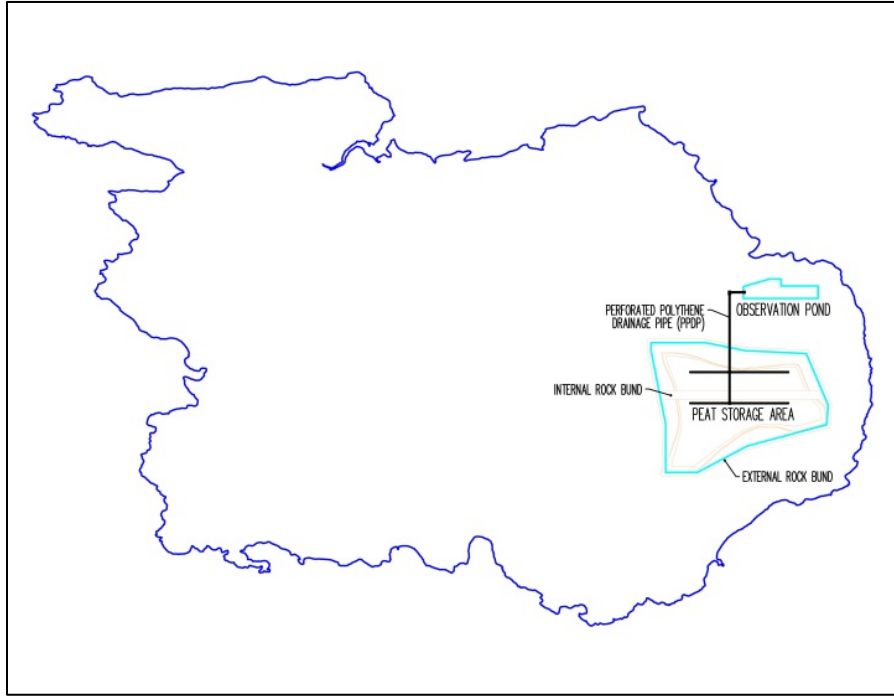 PERFORATED POLYTHENE
DRAINAGE PIPE (PPDP)
OBSERVATION POND
INTERNAL ROCK BUND
PEAT STORAGE AREA
EXTERNAL ROCK BUND